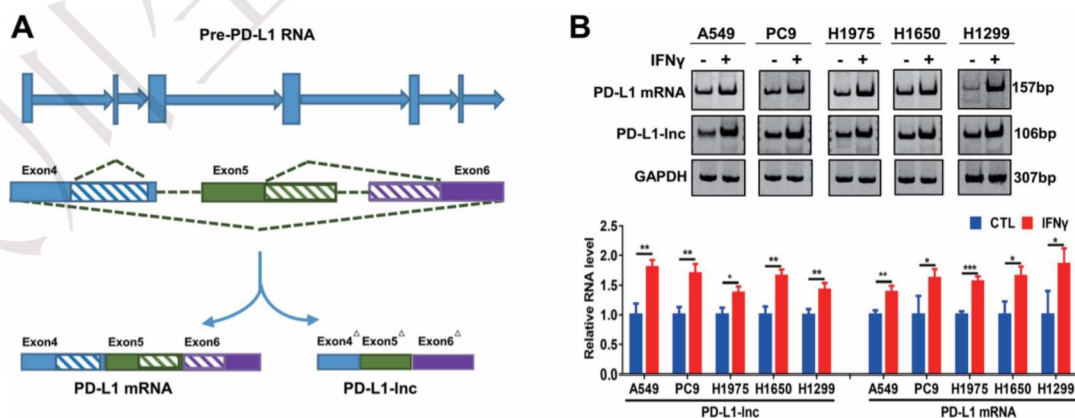 A
Pre-PD-L1 RNA
Exon4
Exon5
Exon6
Exon4
Exon5
Exon6
PD-L1 mRNA
Exon4△
Exon5△
Exon6△
PD-L1-lnc
B
A549 PC9 H1975 H1650 H1299
IFNγ - + - + - + - + - +
PD-L1 mRNA 157bp
PD-L1-lnc 106bp
GAPDH 307bp
CTL IFNγ
Relative RNA level
2.5
2.0
1.5
1.0
0.5
0.0
** ** * ** ** ** * *** * *
A549 PC9 H1975 H1650 H1299 A549 PC9 H1975 H1650 H1299
PD-L1-lnc PD-L1 mRNA